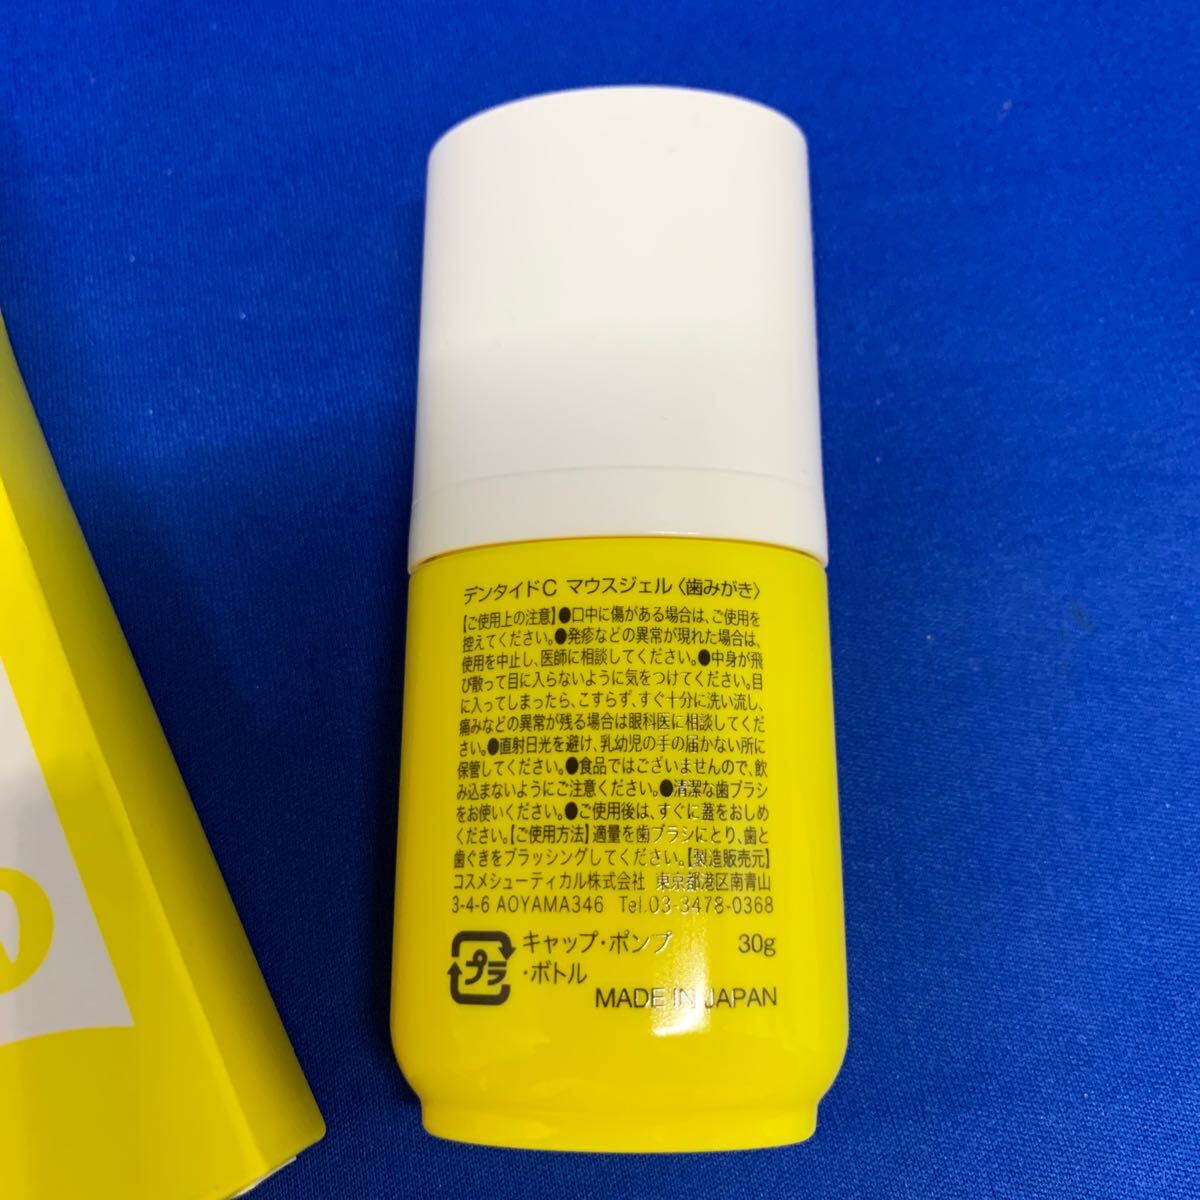 デンタイドC マウスジェル〈歯みがき〉
【ご使用上の注意】●口中に傷がある場合は、ご使用を
控えてください。●発疹などの異常が現れた場合は、
使用を中止し、医師に相談してください。●中身が飛
び散って目に入らないように気をつけてください。目
に入ってしまったら、こすらず、すぐ十分に洗い流し、
痛みなどの異常が残る場合は眼科医に相談してくだ
さい。●直射日光を避け、乳幼児の手の届かない所に
保管してください。●食品ではございませんので、飲
み込まないようにご注意ください。●清潔な歯ブラシ
をお使いください。●ご使用後は、すぐに蓋をおしめ
ください。【ご使用方法】適量を歯ブラシにとり、歯と
歯ぐきをブラッシングしてください。【製造販売元】
コスメシューティカル株式会社 東京都港区南青山
3-4-6 AOYAMA346 Tel.03-3478-0368
プラ キャップ・ポンプ 30g
・ボトル
MADE IN JAPAN